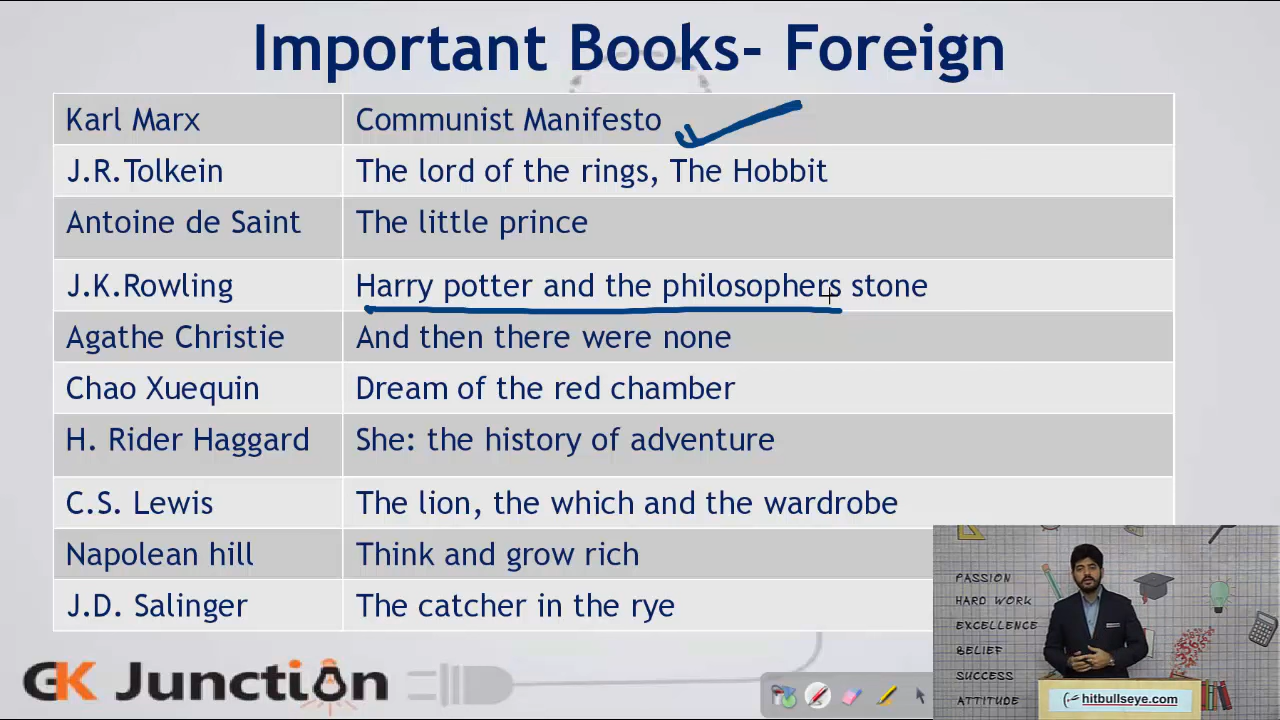 Important Books- Foreign
Karl Marx Communist Manifesto
J.R.Tolkein The lord of the rings, The Hobbit
Antoine de Saint The little prince
J.K.Rowling Harry potter and the philosophers stone
Agathe Christie And then there were none
Chao Xuequin Dream of the red chamber
H. Rider Haggard She: the history of adventure
C.S. Lewis The lion, the which and the wardrobe
Napolean hill Think and grow rich
J.D. Salinger The catcher in the rye
GK Junction
PASSION
HARD WORK
EXCELLENCE
BELIEF
SUCCESS
ATTITUDE
hitbullseye.com